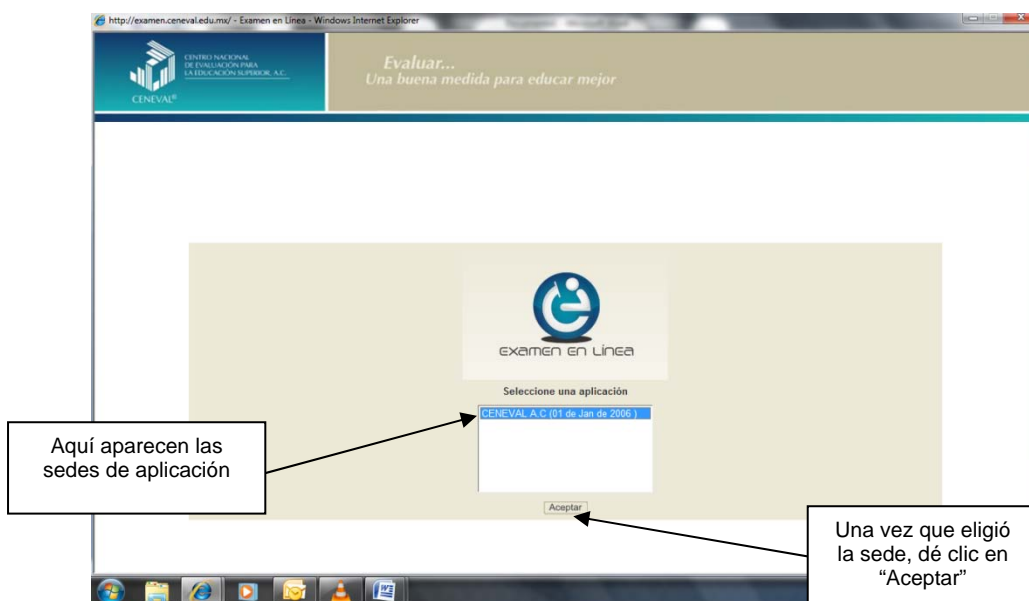 http://examen.ceneval.edu.mx/ - Examen en Línea - Windows Internet Explorer
CENTRO NACIONAL
DE EVALUACIÓN PARA
LA EDUCACIÓN SUPERIOR, A.C.
CENEVAL®
Evaluar...
Una buena medida para educar mejor
examen en línea
Seleccione una aplicación
CENEVAL A.C (01 de Jan de 2006 )
Aceptar
Aquí aparecen las
sedes de aplicación
Una vez que eligió
la sede, dé clic en
“Aceptar”